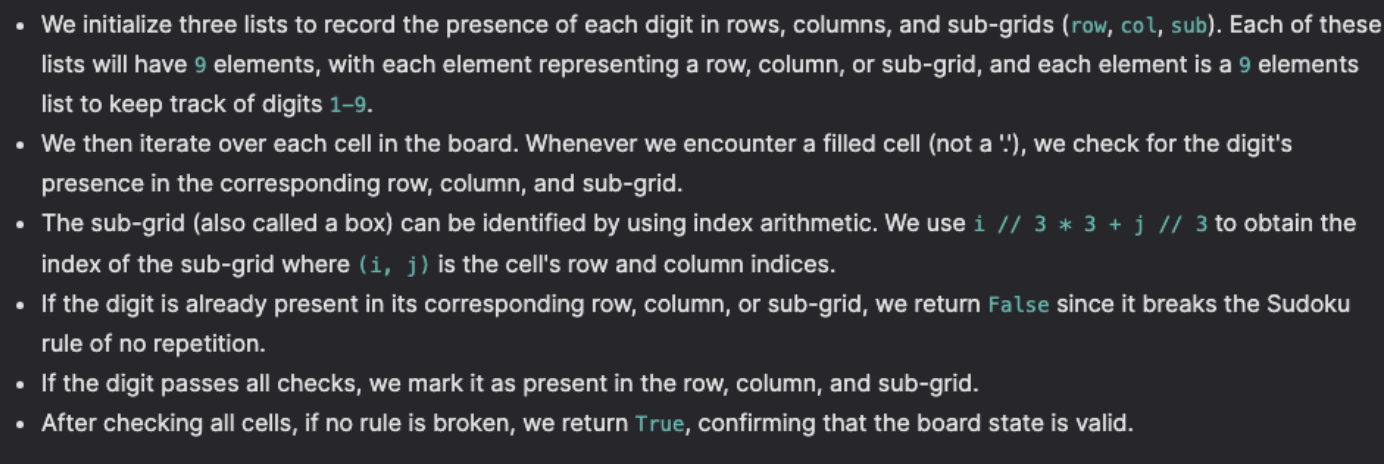 • We initialize three lists to record the presence of each digit in rows, columns, and sub-grids (row, col, sub). Each of these
lists will have 9 elements, with each element representing a row, column, or sub-grid, and each element is a 9 elements
list to keep track of digits 1–9.
• We then iterate over each cell in the board. Whenever we encounter a filled cell (not a '.'), we check for the digit's
presence in the corresponding row, column, and sub-grid.
• The sub-grid (also called a box) can be identified by using index arithmetic. We use i // 3 * 3 + j // 3 to obtain the
index of the sub-grid where (i, j) is the cell's row and column indices.
• If the digit is already present in its corresponding row, column, or sub-grid, we return False since it breaks the Sudoku
rule of no repetition.
• If the digit passes all checks, we mark it as present in the row, column, and sub-grid.
• After checking all cells, if no rule is broken, we return True, confirming that the board state is valid.